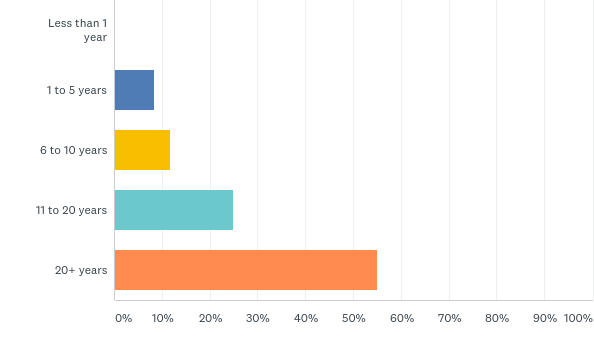 Less than 1
year
1 to 5 years
6 to 10 years
11 to 20 years
20+ years
0% 10% 20% 30% 40% 50% 60% 70% 80% 90% 100%